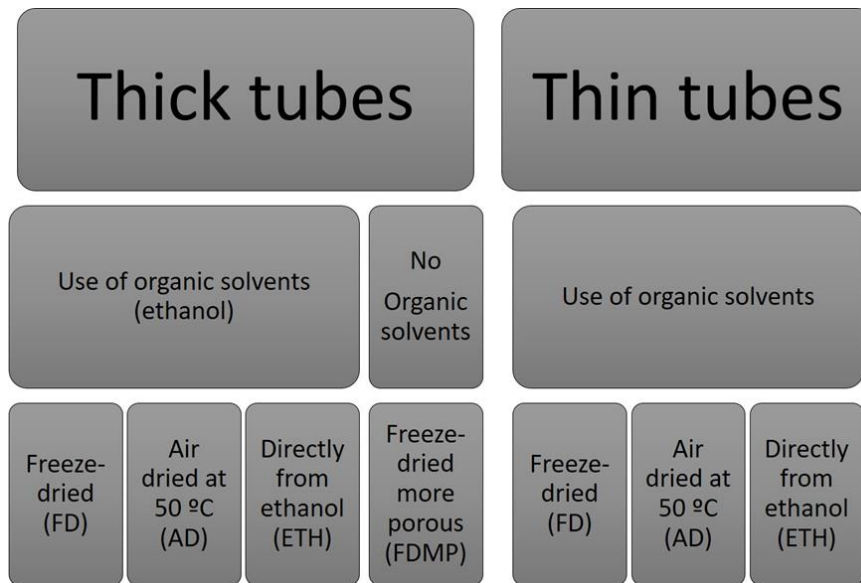 Thick tubes
Thin tubes
Use of organic solvents
(ethanol)
No
Organic
solvents
Use of organic solvents
Freeze-
dried
(FD)
Air
dried at
50 ºC
(AD)
Directly
from
ethanol
(ETH)
Freeze-
dried
more
porous
(FDMP)
Freeze-
dried
(FD)
Air
dried at
50 ºC
(AD)
Directly
from
ethanol
(ETH)